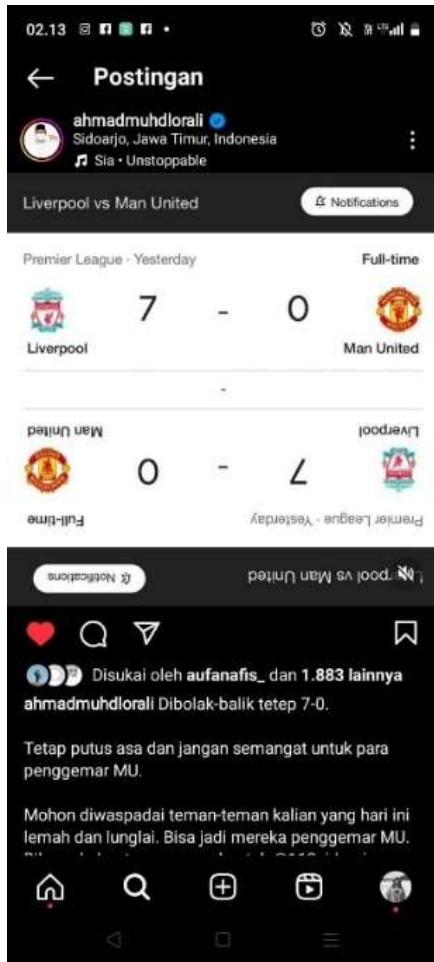 02.13
Postingan
ahmadmuhdlorali
Sidoarjo, Jawa Timur, Indonesia
Sia • Unstoppable
Liverpool vs Man United
Notifications
Premier League - Yesterday
Full-time
7 - 0
Liverpool
Man United
-
Man United
Liverpool
0 - 7
Full-time
Premier League - Yesterday
Notifications
pool vs Man United
Disukai oleh aufanafis_ dan 1.883 lainnya
ahmadmuhdlorali Dibolak-balik tetep 7-0.
Tetap putus asa dan jangan semangat untuk para
penggemar MU.
Mohon diwaspadai teman-teman kalian yang hari ini
lemah dan lunglai. Bisa jadi mereka penggemar MU.